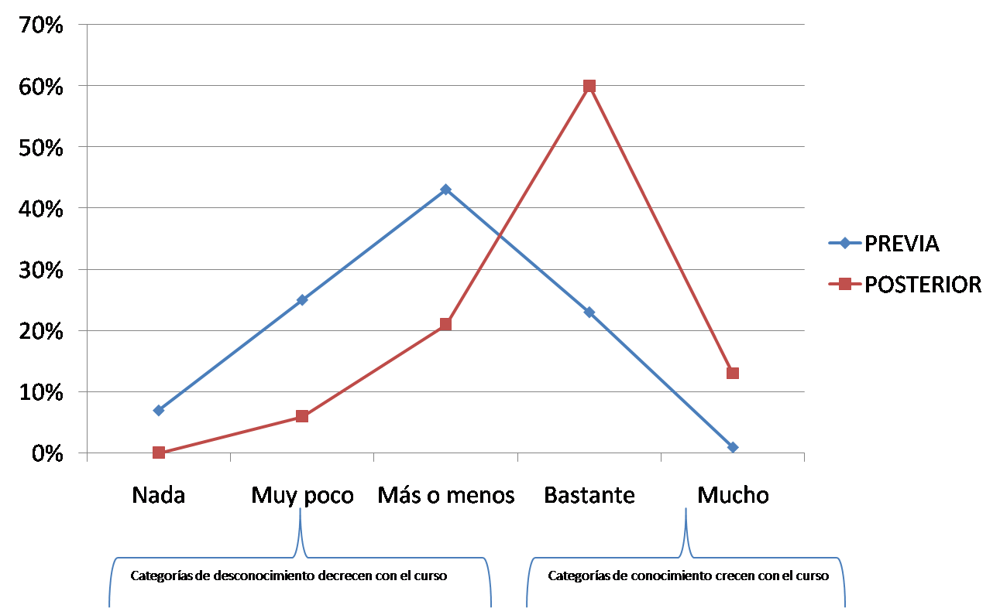 70%
60%
50%
40%
30%
20%
10%
0%
PREVIA
POSTERIOR
Nada Muy poco Más o menos Bastante Mucho
Categorías de desconocimiento decrecen con el curso
Categorías de conocimiento crecen con el curso